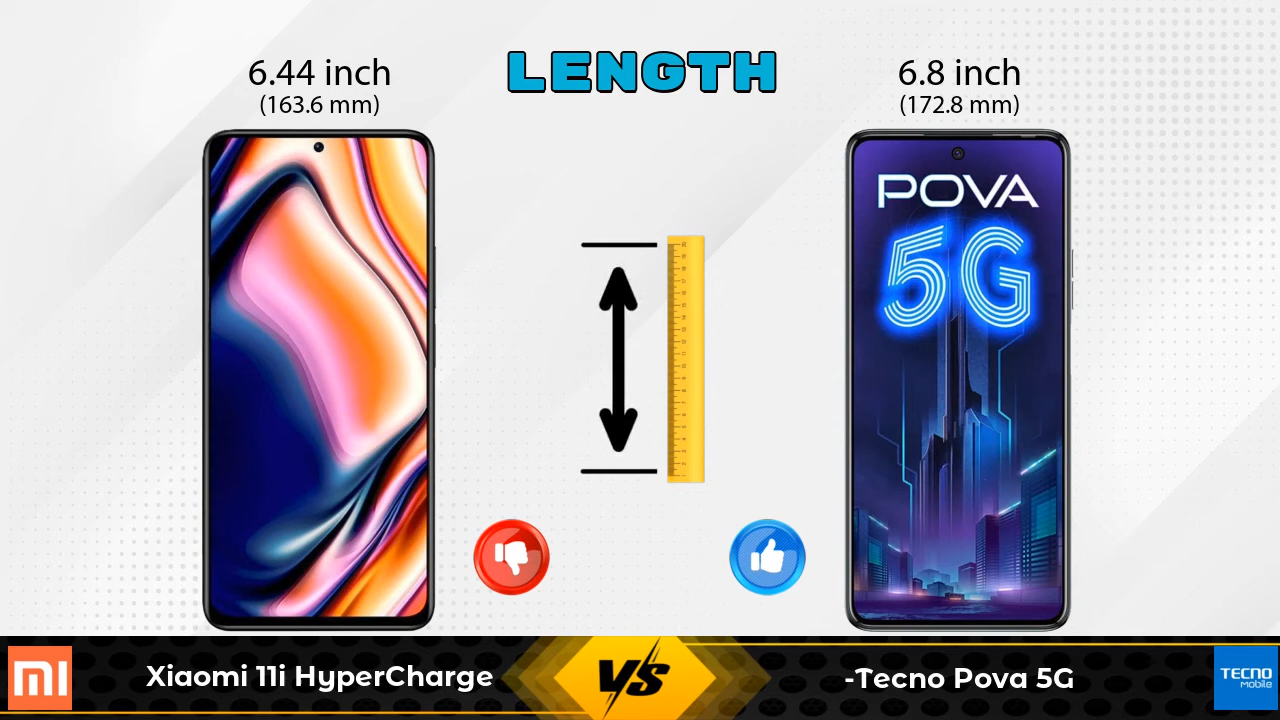 LENGTH
6.44 inch
(163.6 mm)
6.8 inch
(172.8 mm)
POVA
5G
Xiaomi 11i HyperCharge
VS
-Tecno Pova 5G
TECNO
mobile